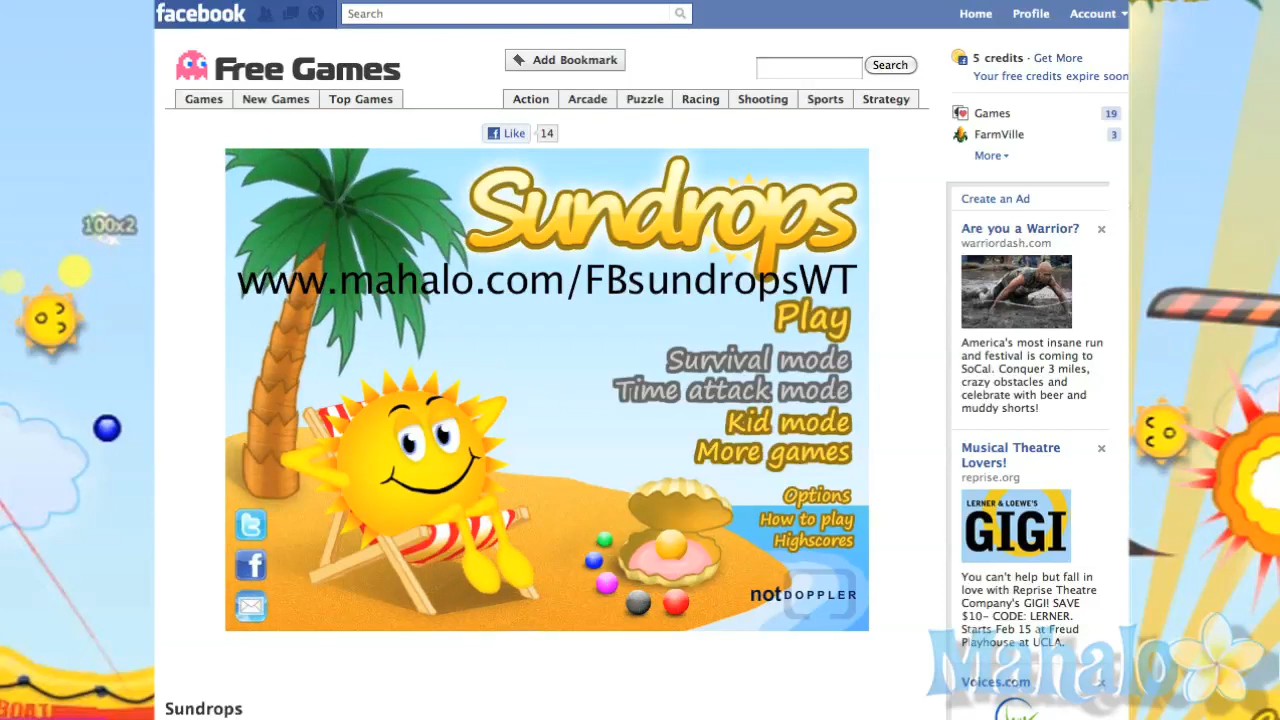 facebook
Search
Home Profile Account
Free Games
Add Bookmark
Search
5 credits · Get More
Your free credits expire soon
Games New Games Top Games
Action Arcade Puzzle Racing Shooting Sports Strategy
Games 19
FarmVille 3
More
Like 14
Create an Ad
Sundrops
www.mahalo.com/FBsundropsWT
Play
Survival mode
Time attack mode
Kid mode
More games
Options
How to play
Highscores
notDOPPLER
Are you a Warrior?
warriordash.com
America's most insane run
and festival is coming to
SoCal. Conquer 3 miles,
crazy obstacles and
celebrate with beer and
muddy shorts!
Musical Theatre
Lovers!
reprise.org
LERNER & LOEWE'S
GIGI
You can't help but fall in
love with Reprise Theatre
Company's GIGI! SAVE
$10- CODE: LERNER.
Starts Feb 15 at Freud
Playhouse at UCLA.
Voices.com
Mahalo
Sundrops
100x2